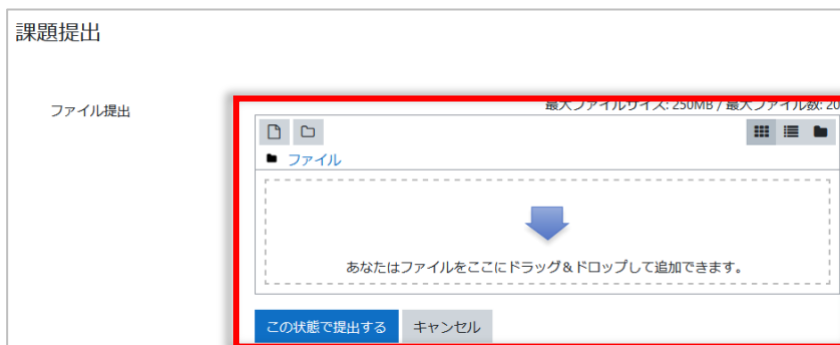 課題提出
最大ファイルサイズ: 250MB / 最大ファイル数: 20
ファイル提出
ファイル
あなたはファイルをここにドラッグ&ドロップして追加できます。
この状態で提出する キャンセル